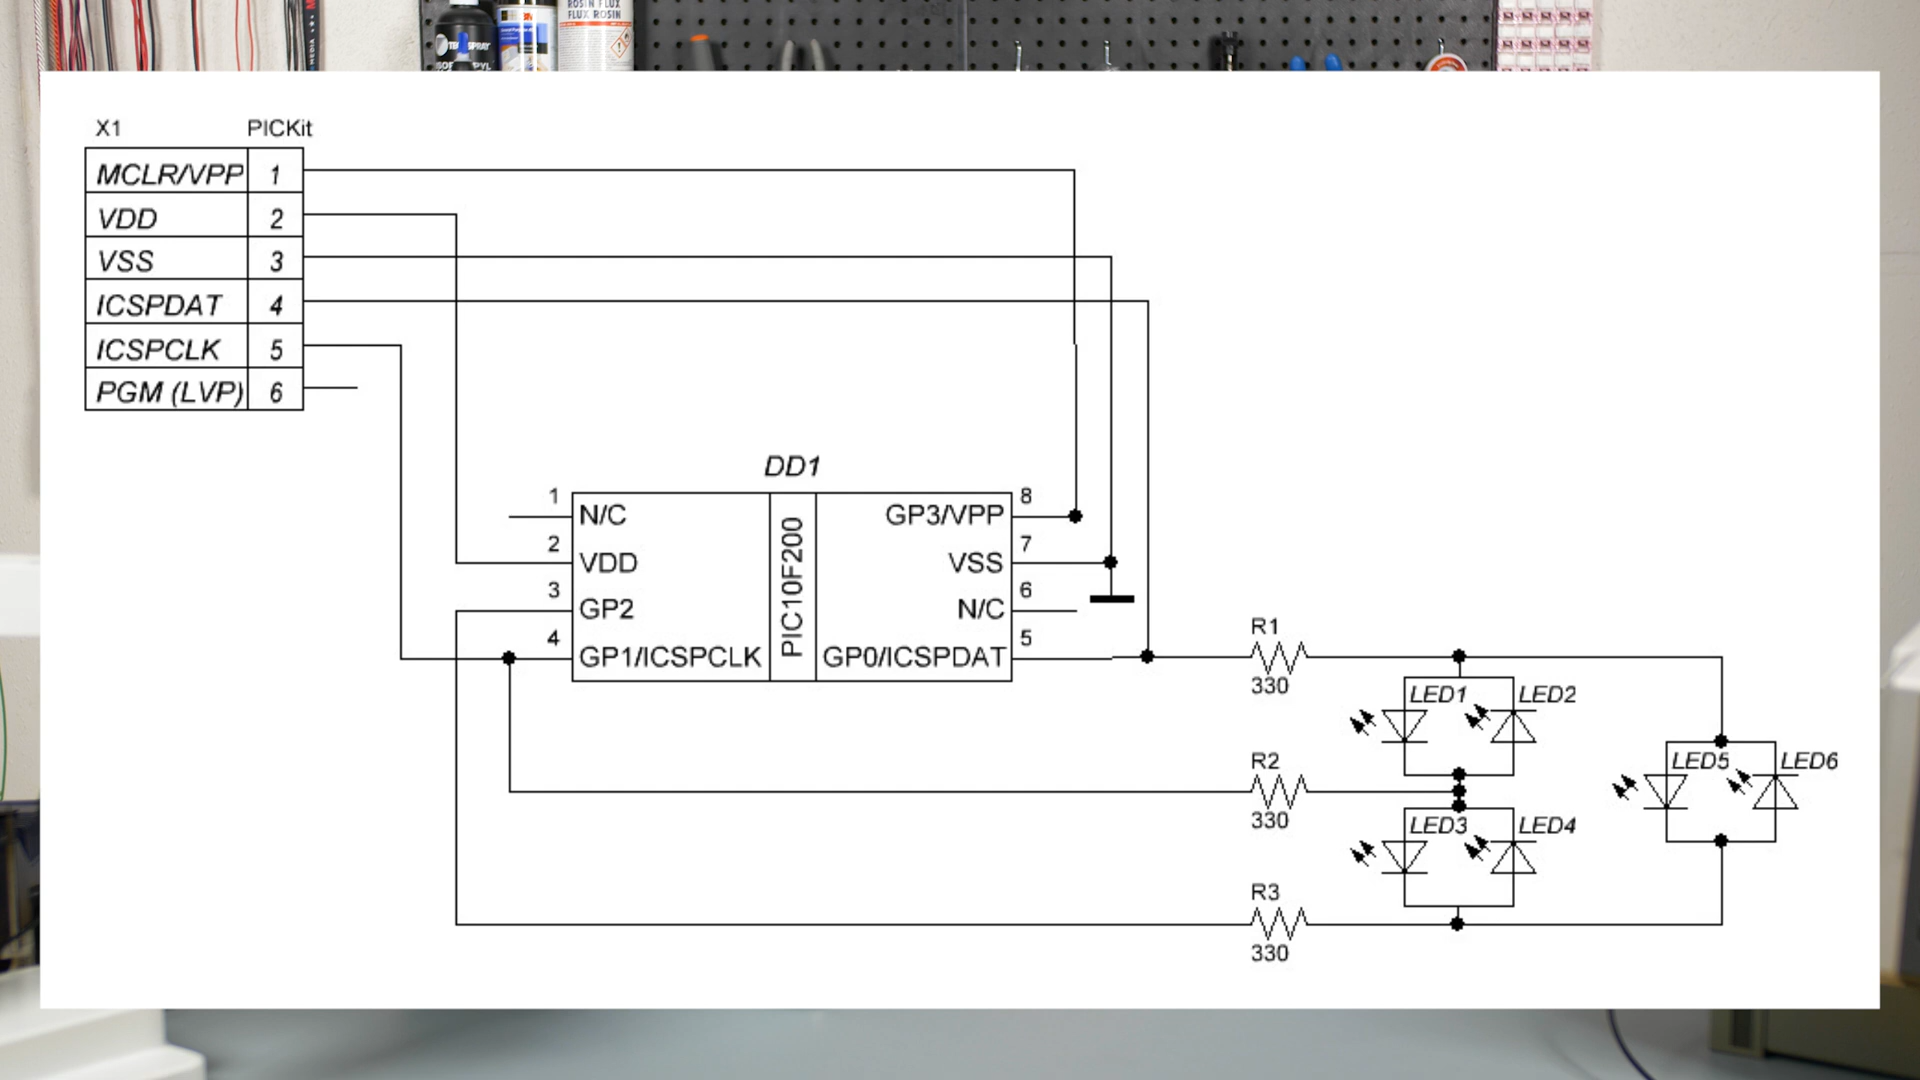 ROSIN FLUX
FLUX ROSIN
3M
X1 PICKit
MCLR/VPP 1
VDD 2
VSS 3
ICSPDAT 4
ICSPCLK 5
PGM (LVP) 6
DD1
PIC10F200
1 N/C
2 VDD
3 GP2
4 GP1/ICSPCLK
GP3/VPP 8
VSS 7
N/C 6
GP0/ICSPDAT 5
R1
330
LED1 LED2
R2
330
LED5 LED6
LED3 LED4
R3
330